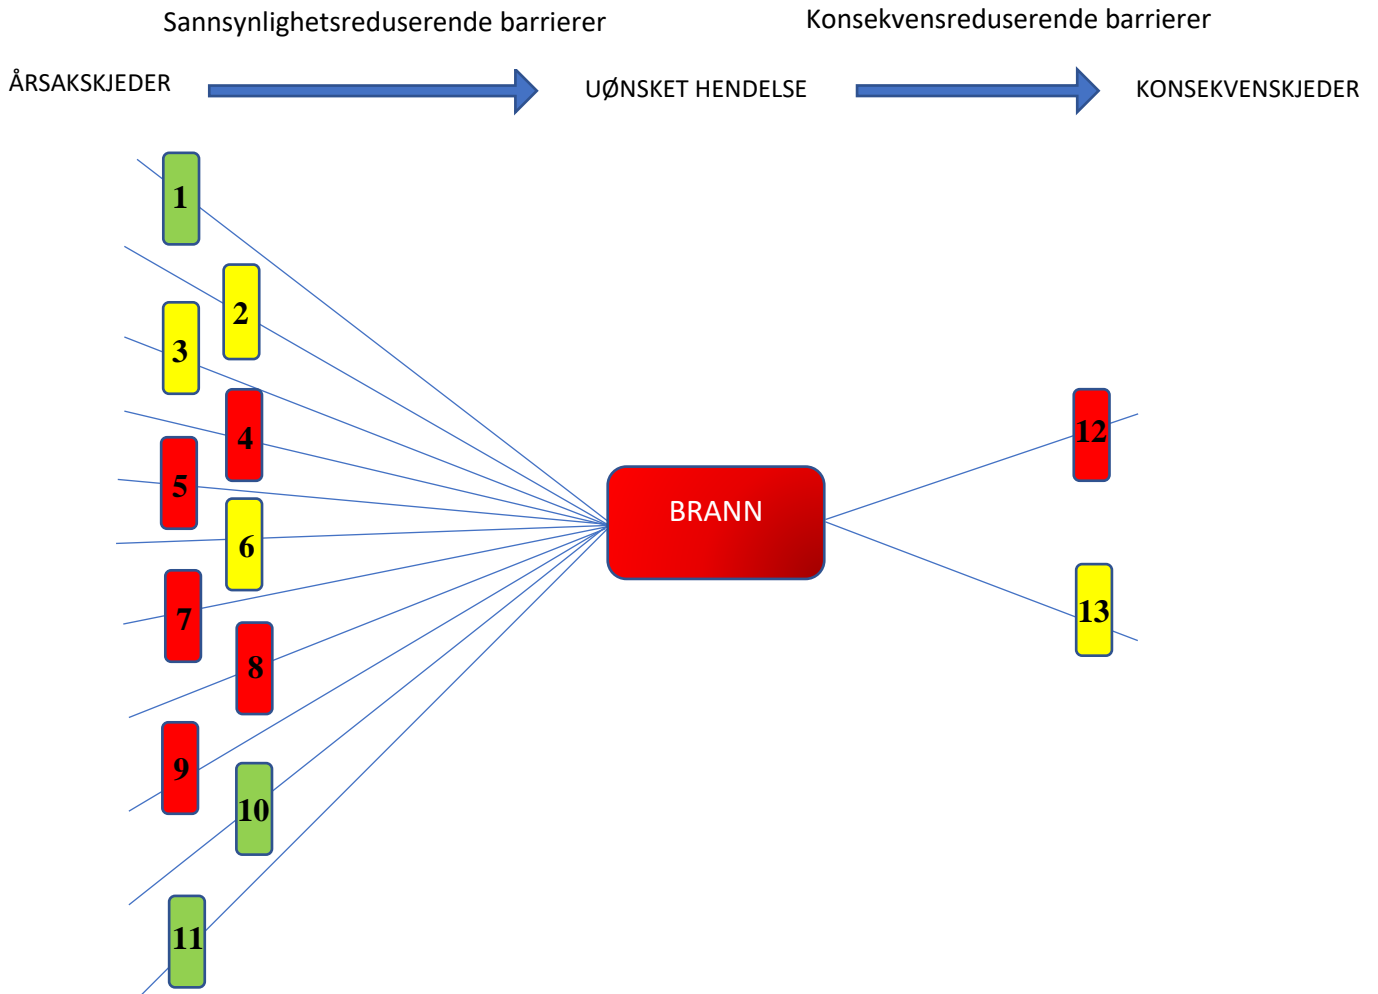 Sannsynlighetsreduserende barrierer
Konsekvensreduserende barrierer
ÅRSAKSKJEDER
UØNSKET HENDELSE
KONSEKVENSKJEDER
1
2
3
4
5
6
7
8
9
10
11
BRANN
12
13